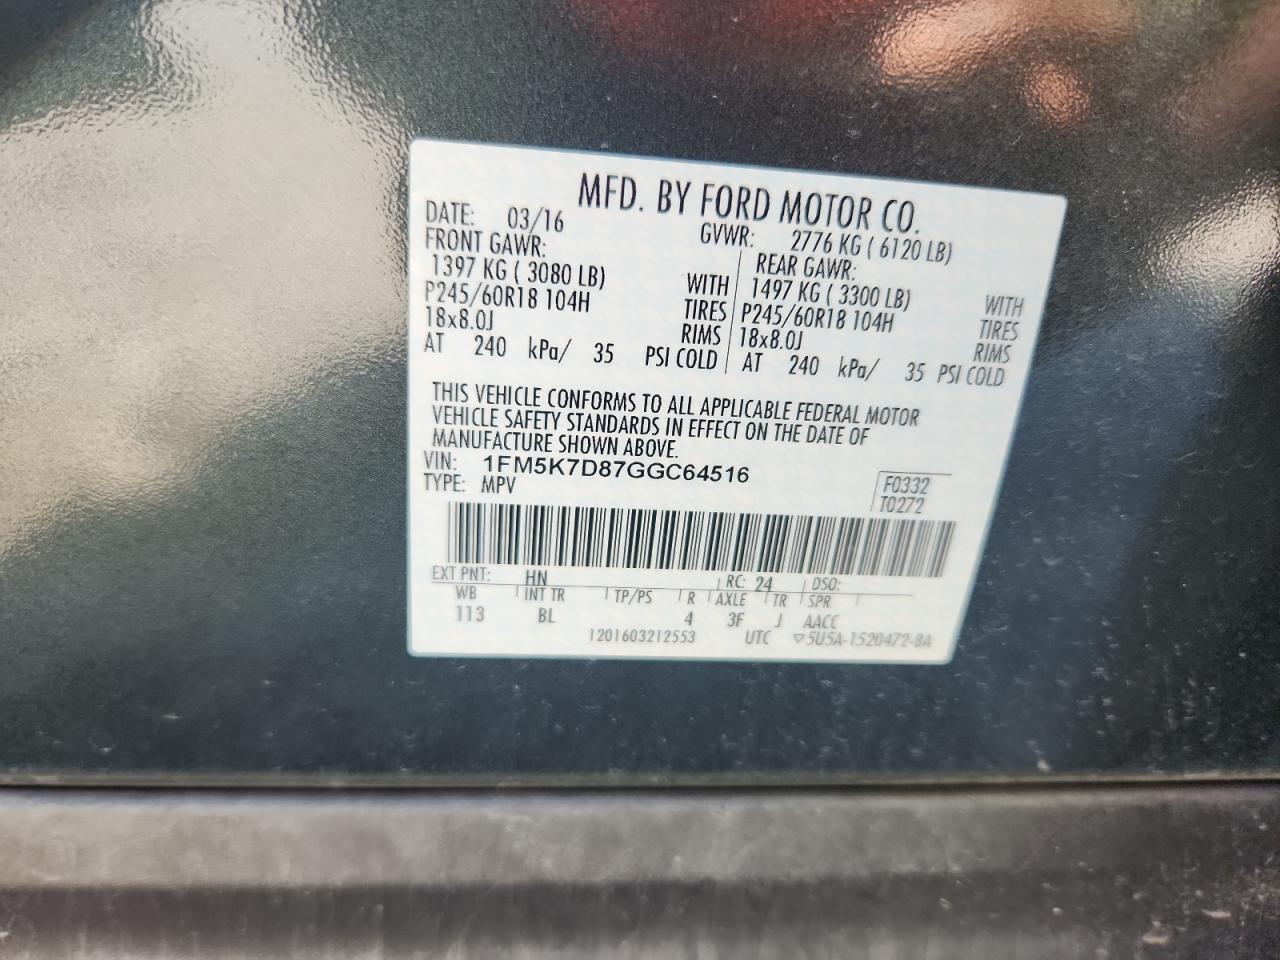 MFD. BY FORD MOTOR CO.
DATE: 03/16 GVWR: 2776 KG ( 6120 LB)
FRONT GAWR: REAR GAWR:
1397 KG ( 3080 LB) WITH 1497 KG ( 3300 LB) WITH
P245/60R18 104H TIRES P245/60R18 104H TIRES
18x8.0J RIMS 18x8.0J RIMS
AT 240 kPa/ 35 PSI COLD AT 240 kPa/ 35 PSI COLD
THIS VEHICLE CONFORMS TO ALL APPLICABLE FEDERAL MOTOR
VEHICLE SAFETY STANDARDS IN EFFECT ON THE DATE OF
MANUFACTURE SHOWN ABOVE.
VIN: 1FM5K7D87GGC64516
TYPE: MPV
F0332
T0272
EXT PNT: HN RC: 24 DSO:
WB INT TR TP/PS R AXLE TR SPR
113 BL 4 3F J AACC
1201603212553 UTC ▽5U5A-1520472-BA